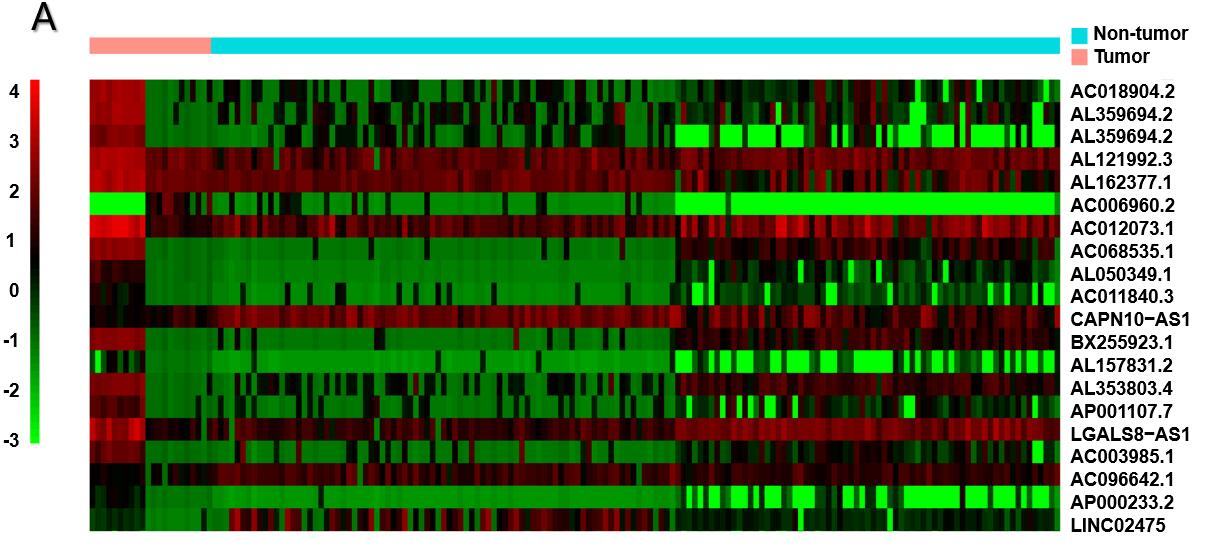 A
Non-tumor
Tumor
4
3
2
1
0
-1
-2
-3
AC018904.2
AL359694.2
AL359694.2
AL121992.3
AL162377.1
AC006960.2
AC012073.1
AC068535.1
AL050349.1
AC011840.3
CAPN10−AS1
BX255923.1
AL157831.2
AL353803.4
AP001107.7
LGALS8−AS1
AC003985.1
AC096642.1
AP000233.2
LINC02475